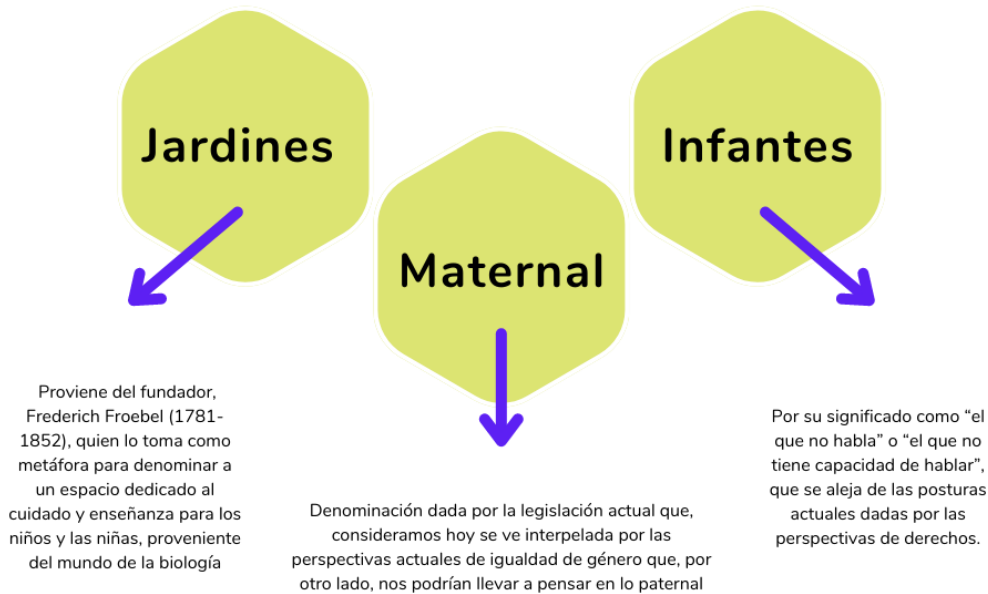 Jardines
Infantes
Maternal
Proviene del fundador,
Frederich Froebel (1781-
1852), quien lo toma como
metáfora para denominar a
un espacio dedicado al
cuidado y enseñanza para los
niños y las niñas, proveniente
del mundo de la biología
Denominación dada por la legislación actual que,
consideramos hoy se ve interpelada por las
perspectivas actuales de igualdad de género que, por
otro lado, nos podrían llevar a pensar en lo paternal
Por su significado como “el
que no habla” o “el que no
tiene capacidad de hablar”,
que se aleja de las posturas
actuales dadas por las
perspectivas de derechos.